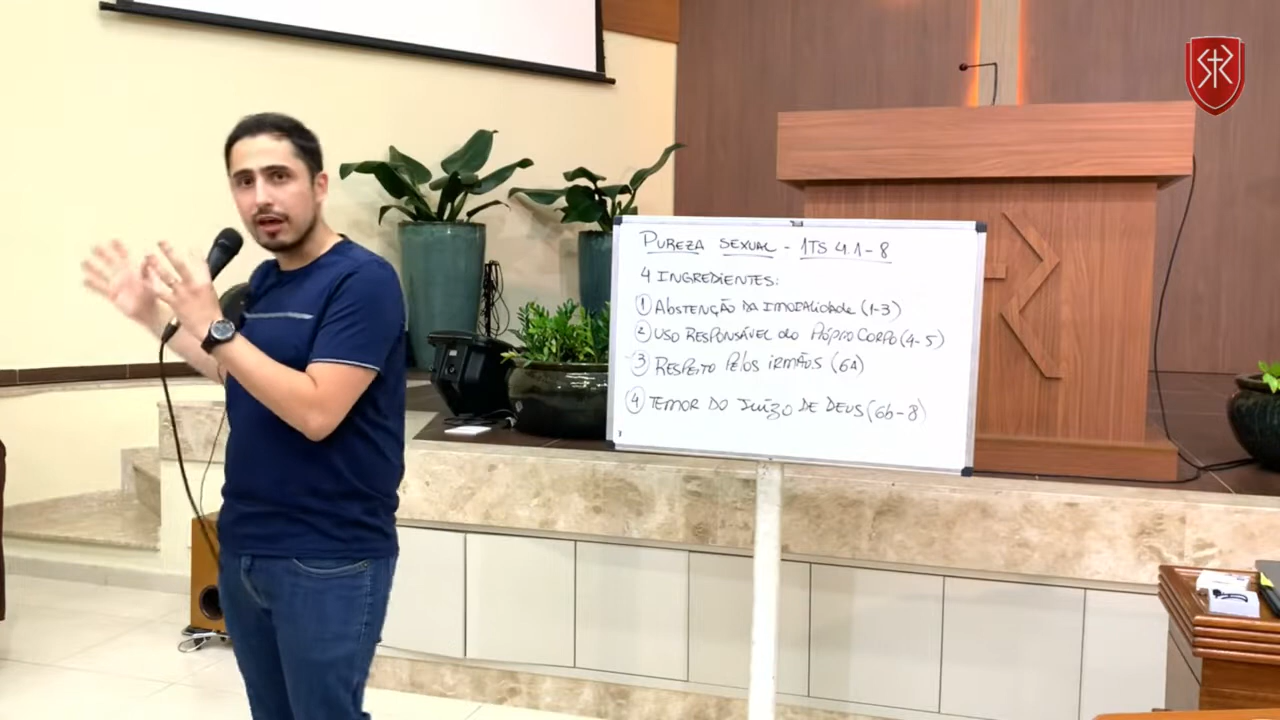 PUREZA SEXUAL - 1TS 4.1-8
4 INGREDIENTES:
1 ABSTENÇÃO DA IMORALIDADE (1-3)
2 USO RESPONSÁVEL do PRÓPRIO CORPO (4-5)
3 RESPEITO PELOS IRMÃOS (6A)
4 TEMOR DO JUÍZO DE DEUS (6b-8)